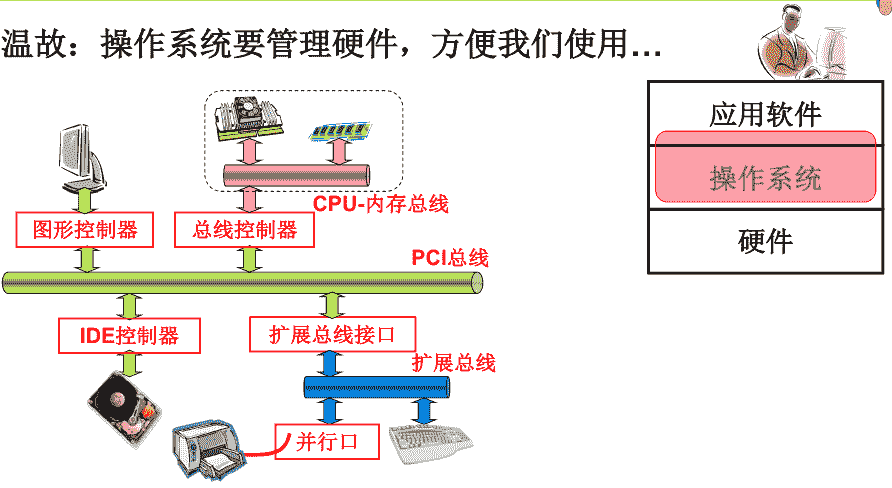 温故：操作系统要管理硬件，方便我们使用…
应用软件
操作系统
硬件
CPU-内存总线
图形控制器
总线控制器
PCI总线
IDE控制器
扩展总线接口
扩展总线
并行口